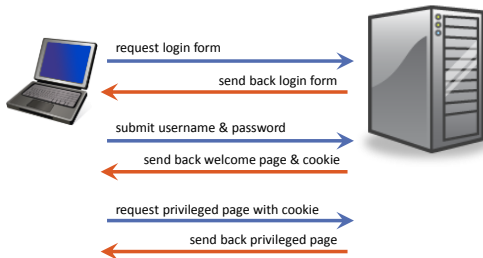 request login form
send back login form
submit username & password
send back welcome page & cookie
request privileged page with cookie
send back privileged page